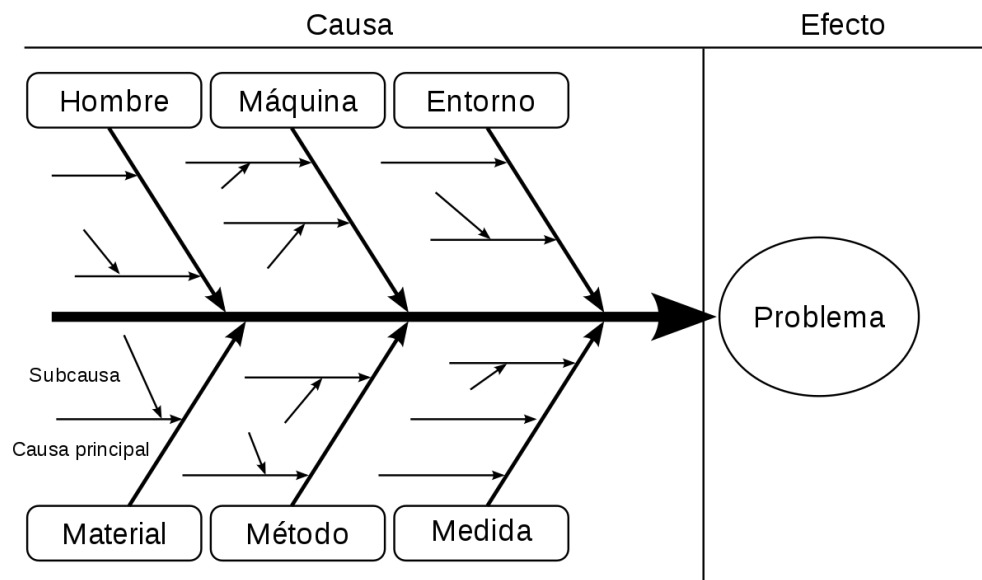 Causa
Efecto
Hombre
Máquina
Entorno
Problema
Subcausa
Causa principal
Material
Método
Medida